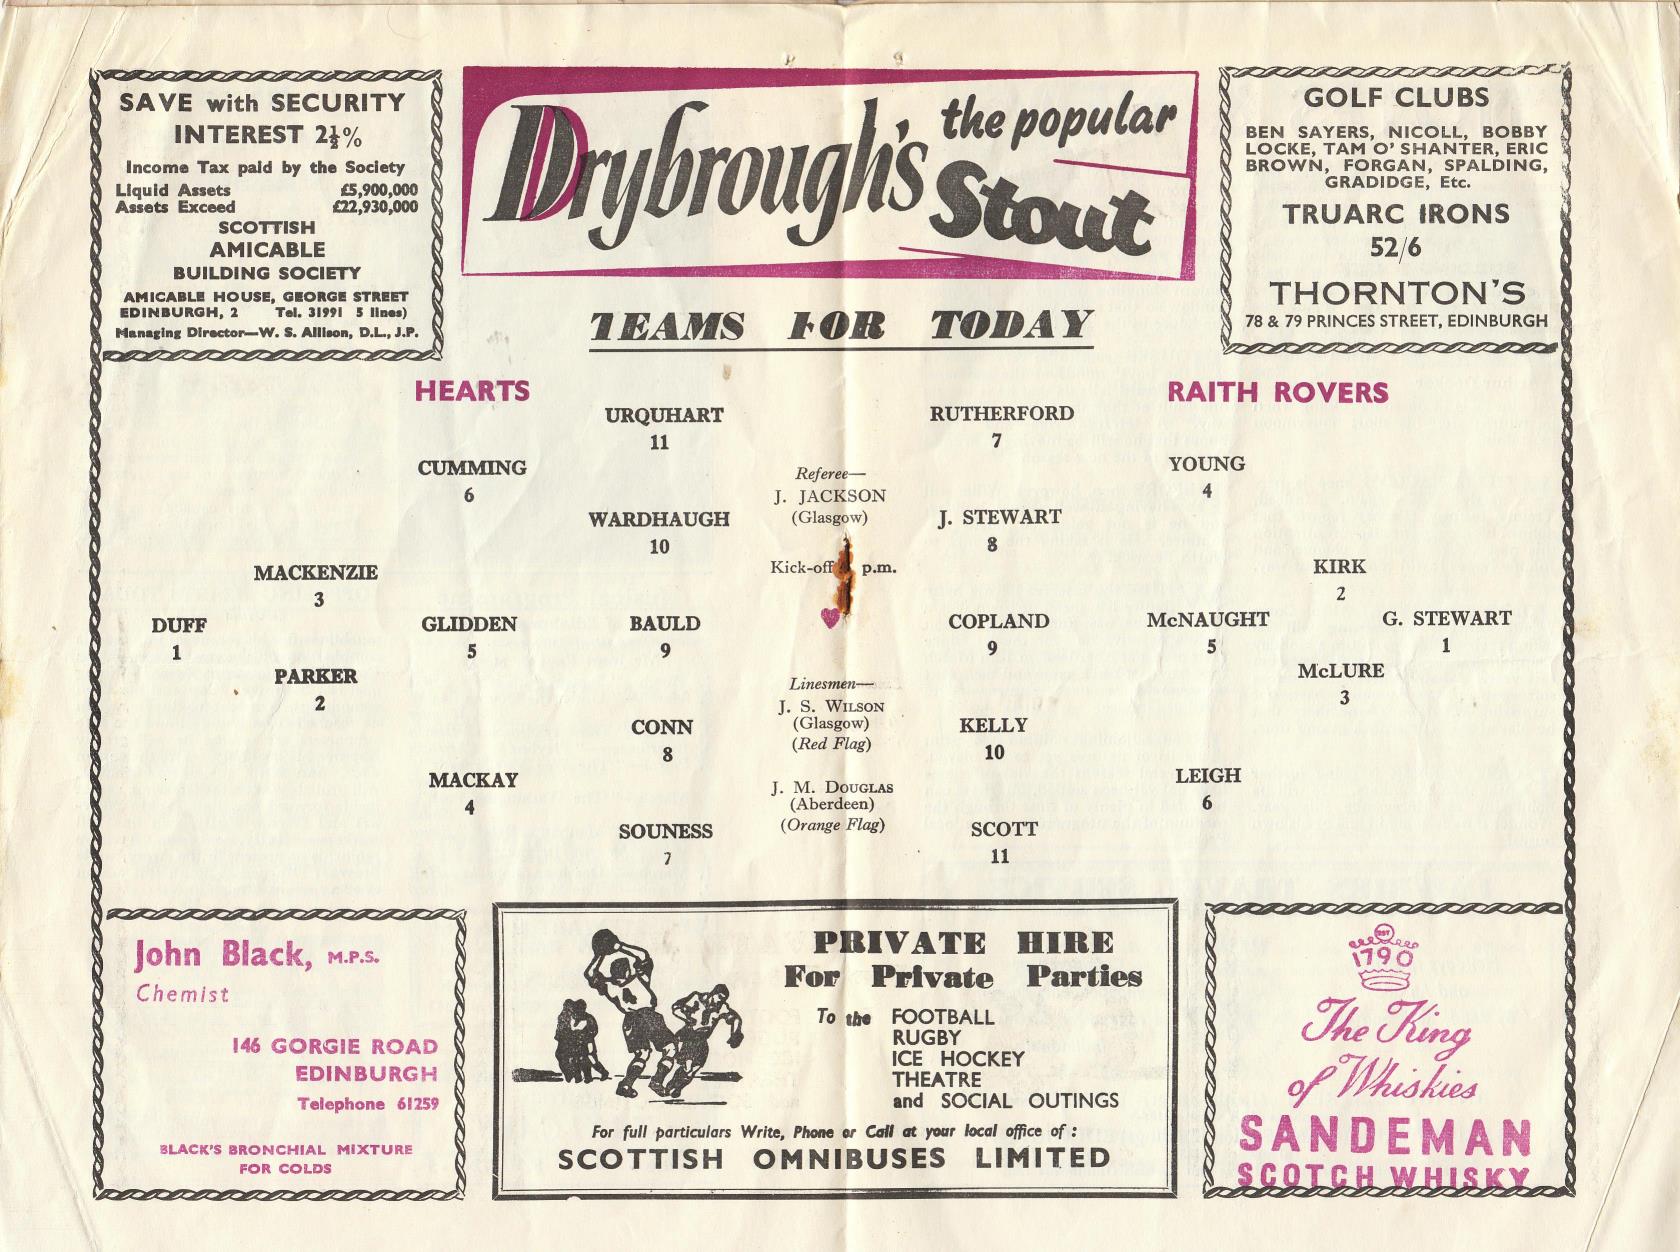 SAVE with SECURITY
INTEREST 2½%
Income Tax paid by the Society
Liquid Assets £5,900,000
Assets Exceed £22,930,000
SCOTTISH
AMICABLE
BUILDING SOCIETY
AMICABLE HOUSE, GEORGE STREET
EDINBURGH, 2 Tel. 31991 5 lines)
Managing Director—W. S. Allison, D.L., J.P.
Drybrough's
the popular
Stout
GOLF CLUBS
BEN SAYERS, NICOLL, BOBBY
LOCKE, TAM O' SHANTER, ERIC
BROWN, FORGAN, SPALDING,
GRADIDGE, Etc.
TRUARC IRONS
52/6
THORNTON'S
78 & 79 PRINCES STREET, EDINBURGH
TEAMS FOR TODAY
HEARTS
URQUHART
11
CUMMING
6
WARDHAUGH
10
MACKENZIE
3
DUFF
1
GLIDDEN
5
BAULD
9
PARKER
2
CONN
8
MACKAY
4
SOUNESS
7
Referee—
J. JACKSON
(Glasgow)
Kick-off p.m.
Linesmen—
J. S. WILSON
(Glasgow)
(Red Flag)
J. M. DOUGLAS
(Aberdeen)
(Orange Flag)
RAITH ROVERS
RUTHERFORD
7
YOUNG
4
J. STEWART
8
KIRK
2
COPLAND
9
McNAUGHT
5
G. STEWART
1
McLURE
3
KELLY
10
LEIGH
6
SCOTT
11
John Black, M.P.S.
Chemist
146 GORGIE ROAD
EDINBURGH
Telephone 61259
BLACK'S BRONCHIAL MIXTURE
FOR COLDS
PRIVATE HIRE
For Private Parties
To the FOOTBALL
RUGBY
ICE HOCKEY
THEATRE
and SOCIAL OUTINGS
For full particulars Write, Phone or Call at your local office of :
SCOTTISH OMNIBUSES LIMITED
1790
The King
of Whiskies
SANDEMAN
SCOTCH WHISKY